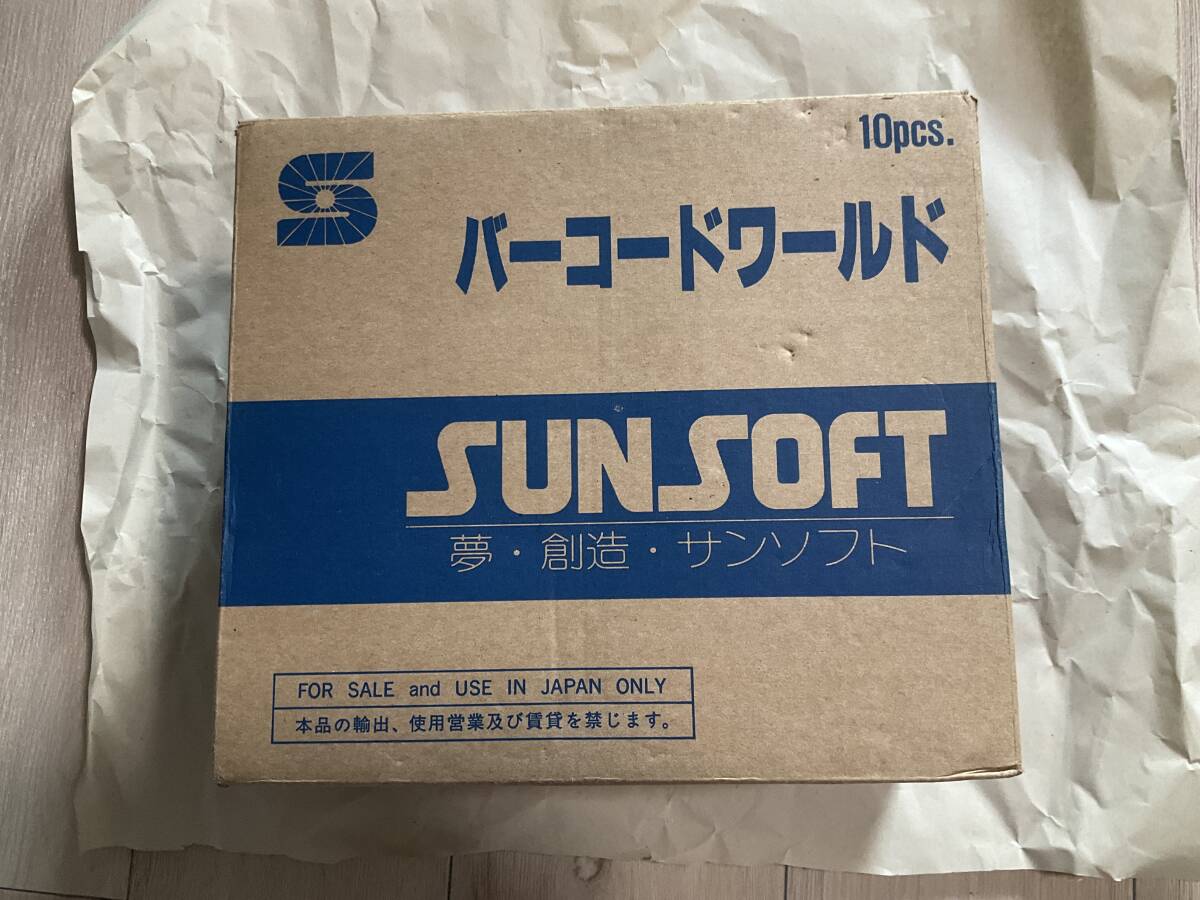 10pcs.
バーコードワールド
SUNSOFT
夢・創造・サンソフト
FOR SALE and USE IN JAPAN ONLY
本品の輸出、使用営業及び賃貸を禁じます。